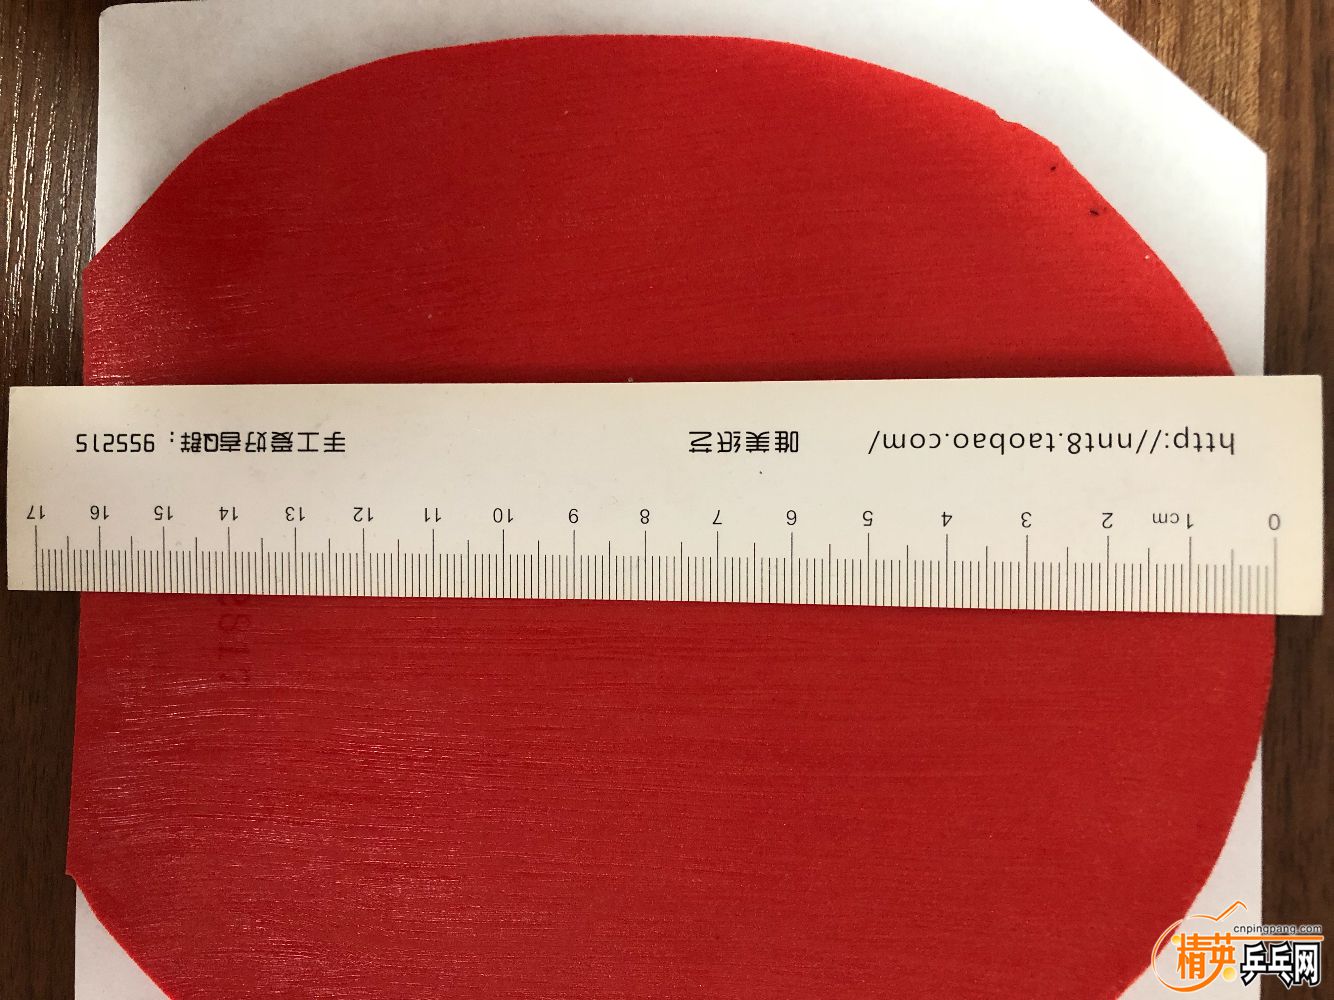 0 1cm 2 3 4 5 6 7 8 9 10 11 12 13 14 15 16 17
http://nnt8.taobao.com/ 唯美纸艺 手工爱好者Q群：955215
cnpingpang.com
精英乒乓网